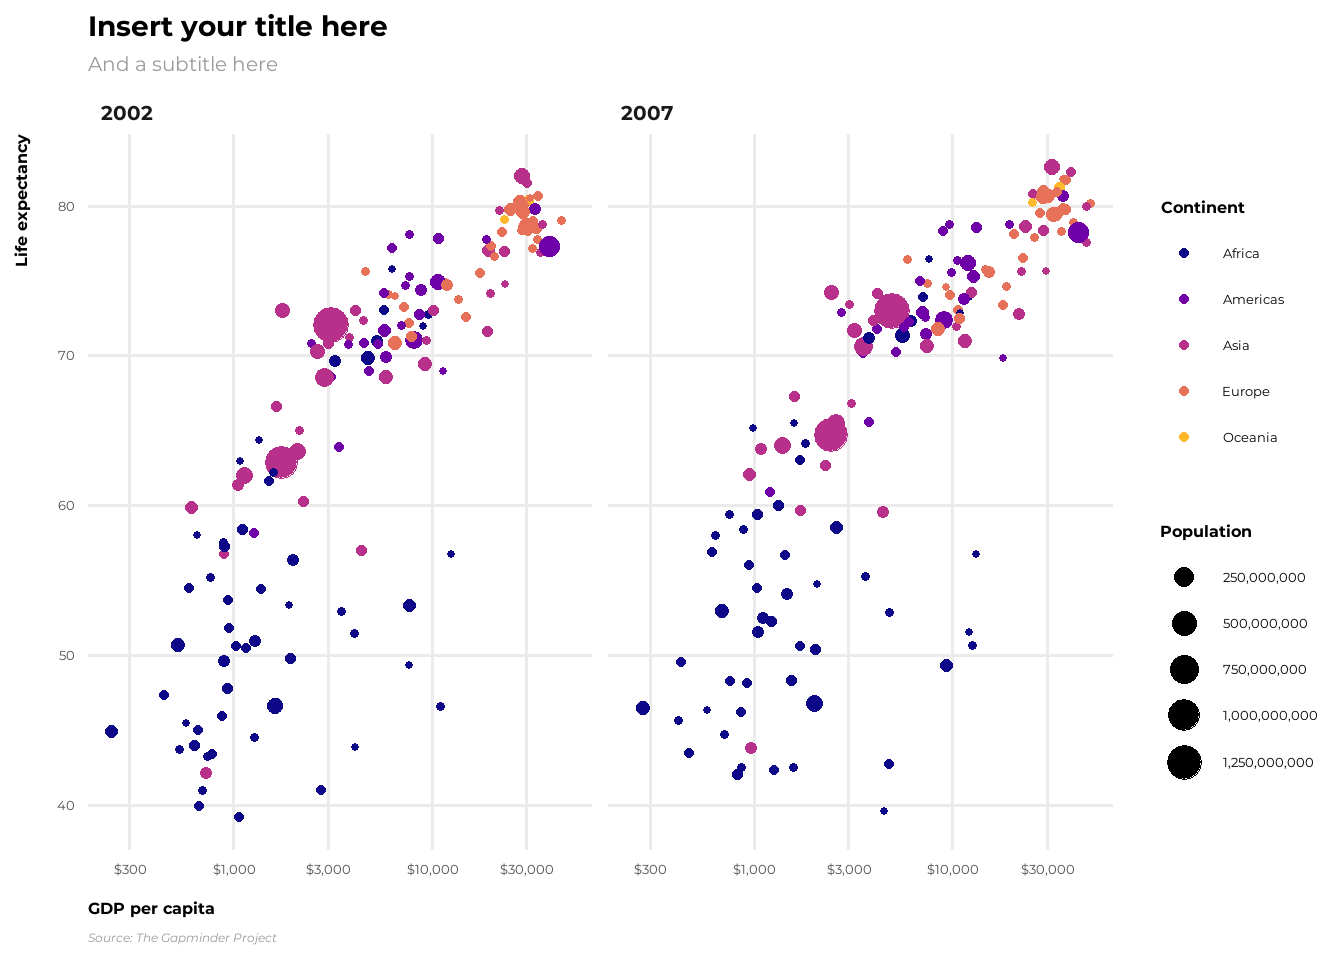 Insert your title here
And a subtitle here
2002
2007
Life expectancy
80
70
60
50
40
$300
$1,000
$3,000
$10,000
$30,000
$300
$1,000
$3,000
$10,000
$30,000
GDP per capita
Source: The Gapminder Project
Continent
Africa
Americas
Asia
Europe
Oceania
Population
250,000,000
500,000,000
750,000,000
1,000,000,000
1,250,000,000